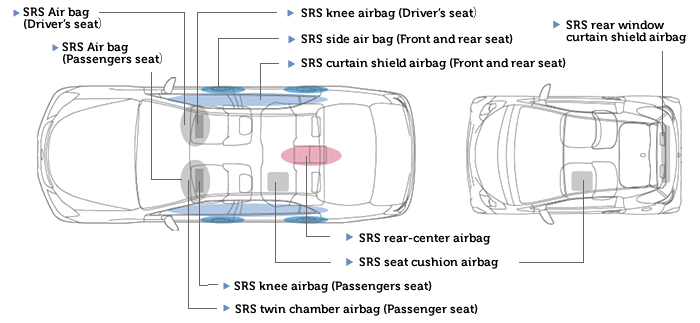 SRS Air bag
(Driver's seat)
SRS Air bag
(Passengers seat)
SRS knee airbag (Driver's seat)
SRS side air bag (Front and rear seat)
SRS curtain shield airbag (Front and rear seat)
SRS rear window
curtain shield airbag
SRS rear-center airbag
SRS seat cushion airbag
SRS knee airbag (Passengers seat)
SRS twin chamber airbag (Passenger seat)